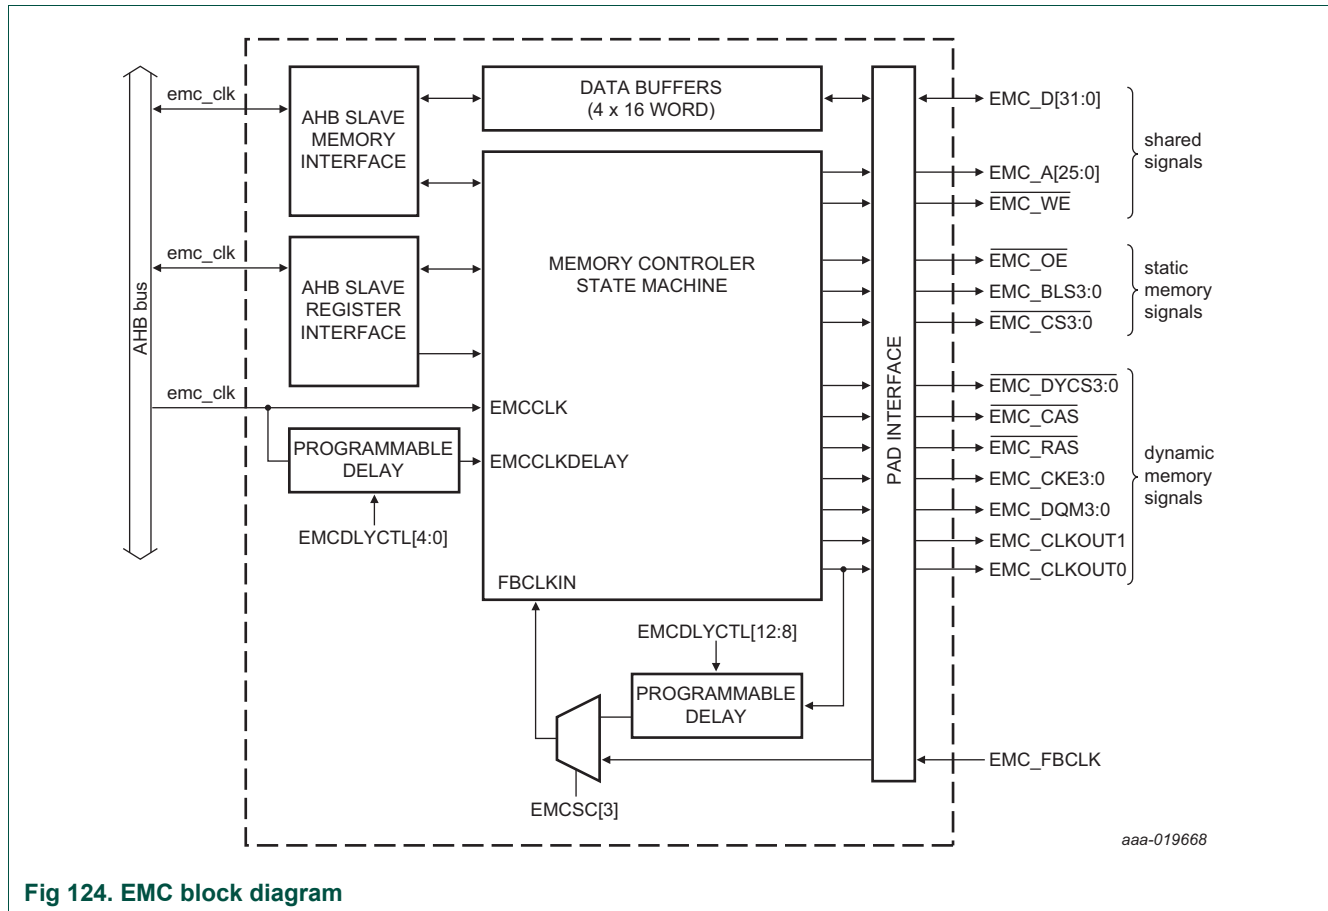 emc_clk
AHB SLAVE
MEMORY
INTERFACE
DATA BUFFERS
(4 x 16 WORD)
EMC_D[31:0]
EMC_A[25:0]
EMC_WE
shared
signals
emc_clk
AHB SLAVE
REGISTER
INTERFACE
MEMORY CONTROLER
STATE MACHINE
EMC_OE
EMC_BLS3:0
EMC_CS3:0
static
memory
signals
AHB bus
PAD INTERFACE
emc_clk
EMCCLK
PROGRAMMABLE
DELAY
EMCCLKDELAY
EMCDLYCTL[4:0]
FBCLKIN
EMC_DYCS3:0
EMC_CAS
EMC_RAS
EMC_CKE3:0
EMC_DQM3:0
EMC_CLKOUT1
EMC_CLKOUT0
dynamic
memory
signals
EMCDLYCTL[12:8]
PROGRAMMABLE
DELAY
EMC_FBCLK
EMCSC[3]
aaa-019668
Fig 124. EMC block diagram